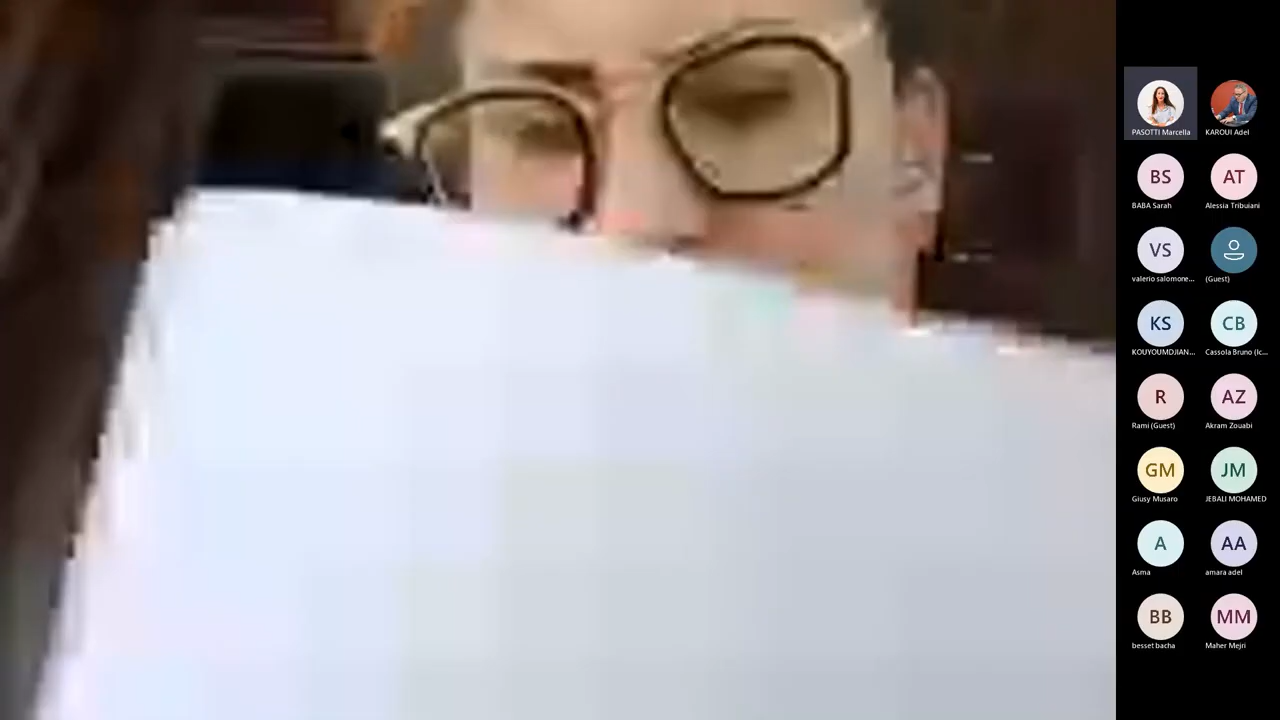 PASOTTI Marcella
KAROUI Adel
BS
BABA Sarah
AT
Alessia Tribuiani
VS
valerio salomone...
(Guest)
KS
KOUYOUMDJIAN...
CB
Cassola Bruno (Ic...
R
Rami (Guest)
AZ
Akram Zouabi
GM
Giusy Musaro
JM
JEBALI MOHAMED
A
Asma
AA
amara adel
BB
besset bacha
MM
Maher Mejri